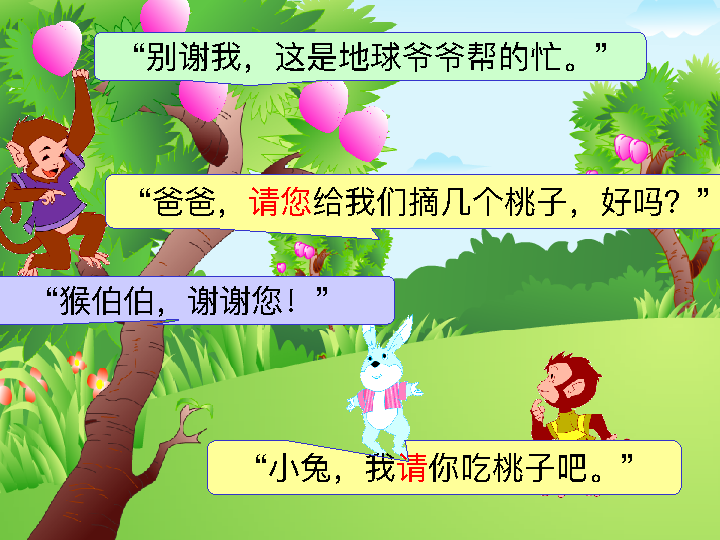 “别谢我，这是地球爷爷帮的忙。”
“爸爸，请您给我们摘几个桃子，好吗？”
“猴伯伯，谢谢您！”
“小兔，我请你吃桃子吧。”